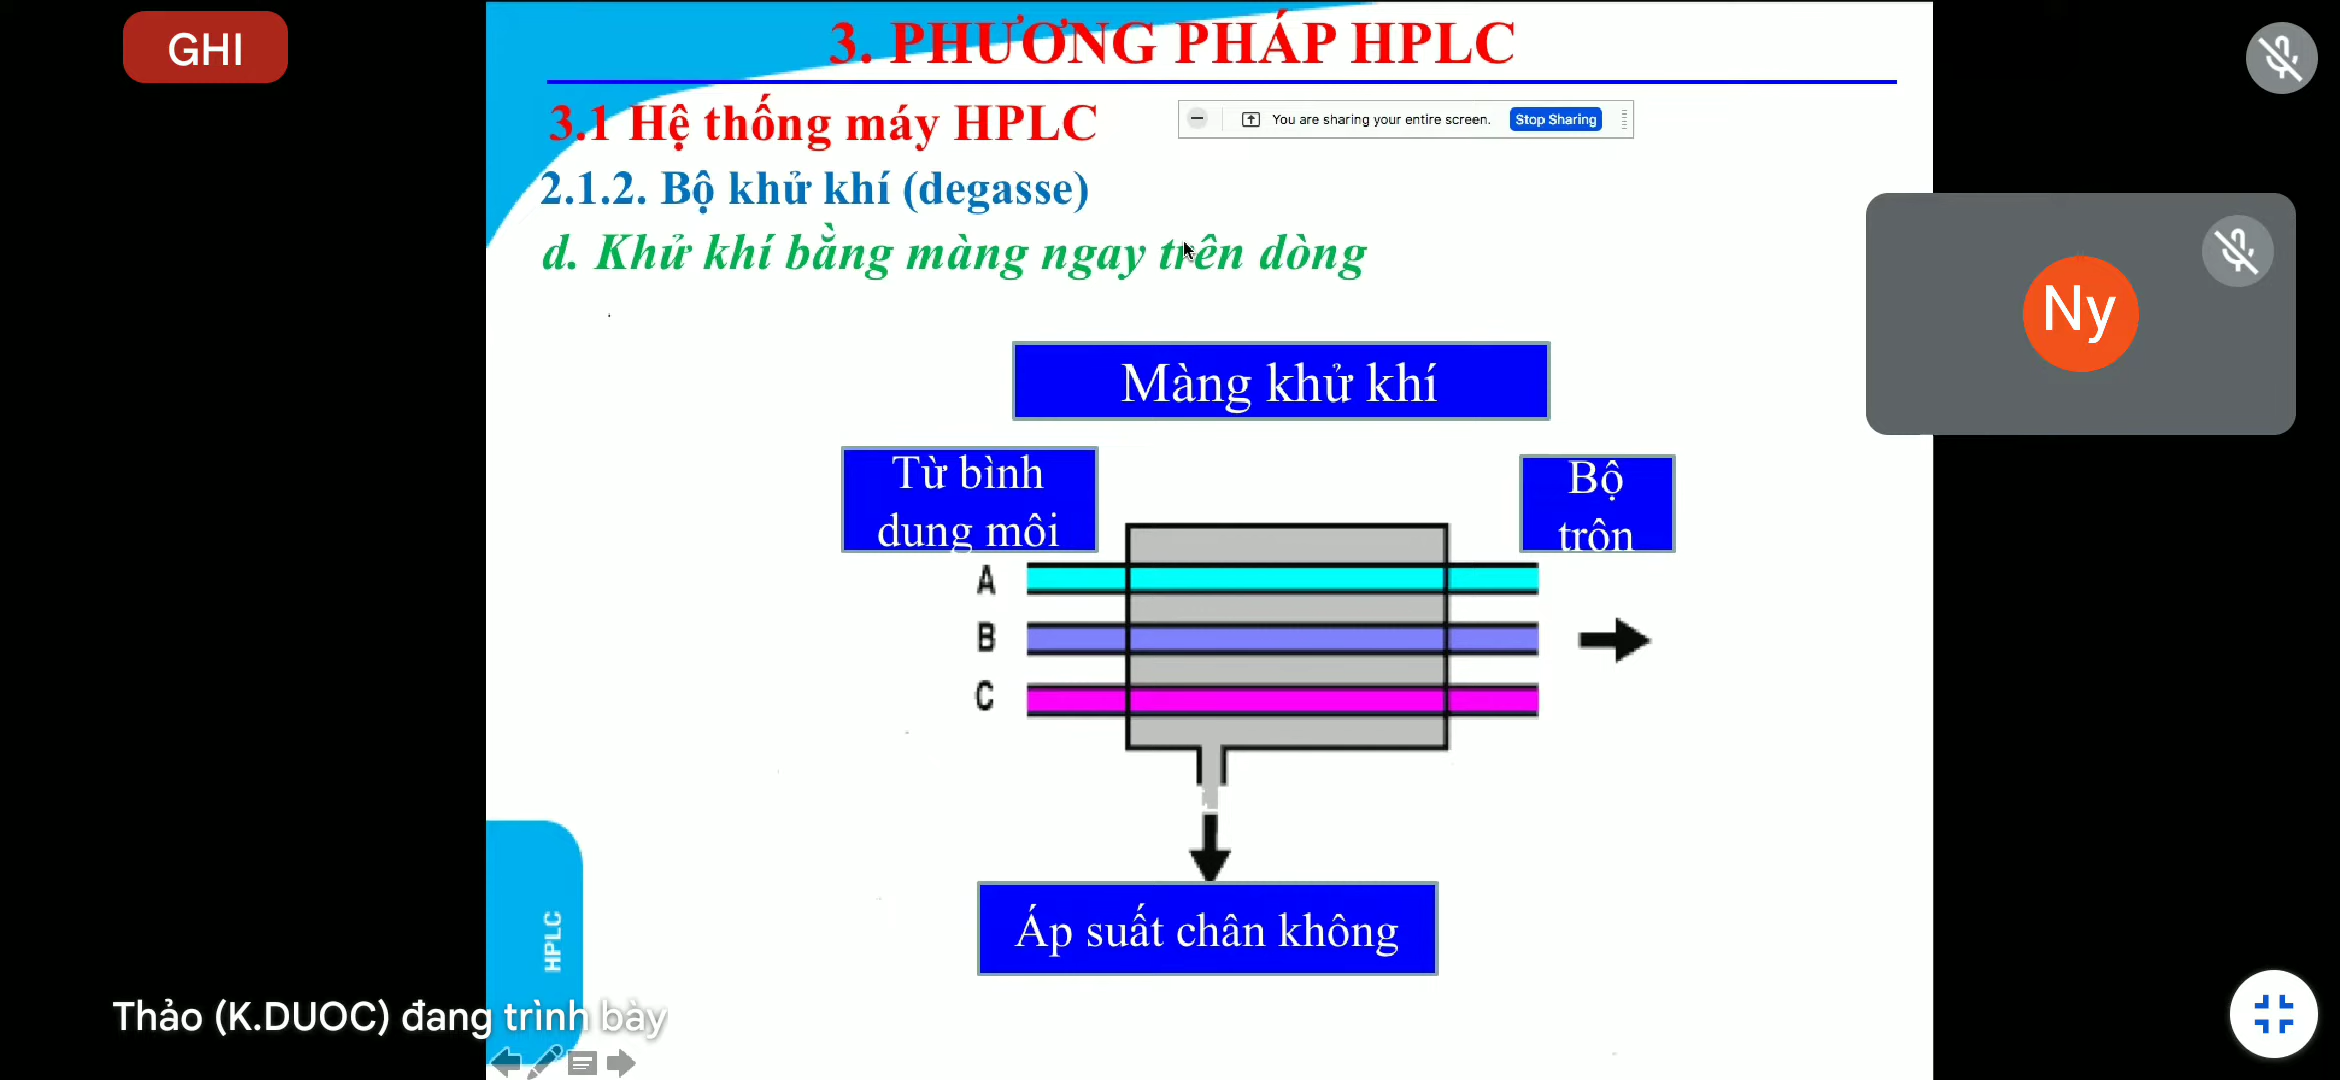 GHI
3. PHƯƠNG PHÁP HPLC
3.1 Hệ thống máy HPLC
You are sharing your entire screen.
Stop Sharing
2.1.2. Bộ khử khí (degasse)
d. Khử khí bằng màng ngay trên dòng
Ny
Màng khử khí
Từ bình
dung môi
Bộ
trộn
A
B
C
Áp suất chân không
HPLC
Thảo (K.DUOC) đang trình bày